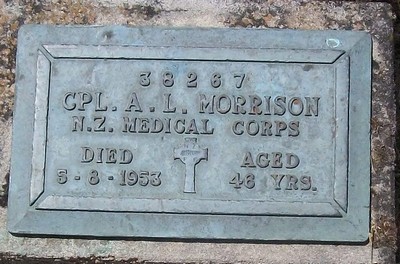 38267
CPL. A. L. MORRISON
N.Z. MEDICAL CORPS
DIED AGED
5-8-1953 46 YRS.